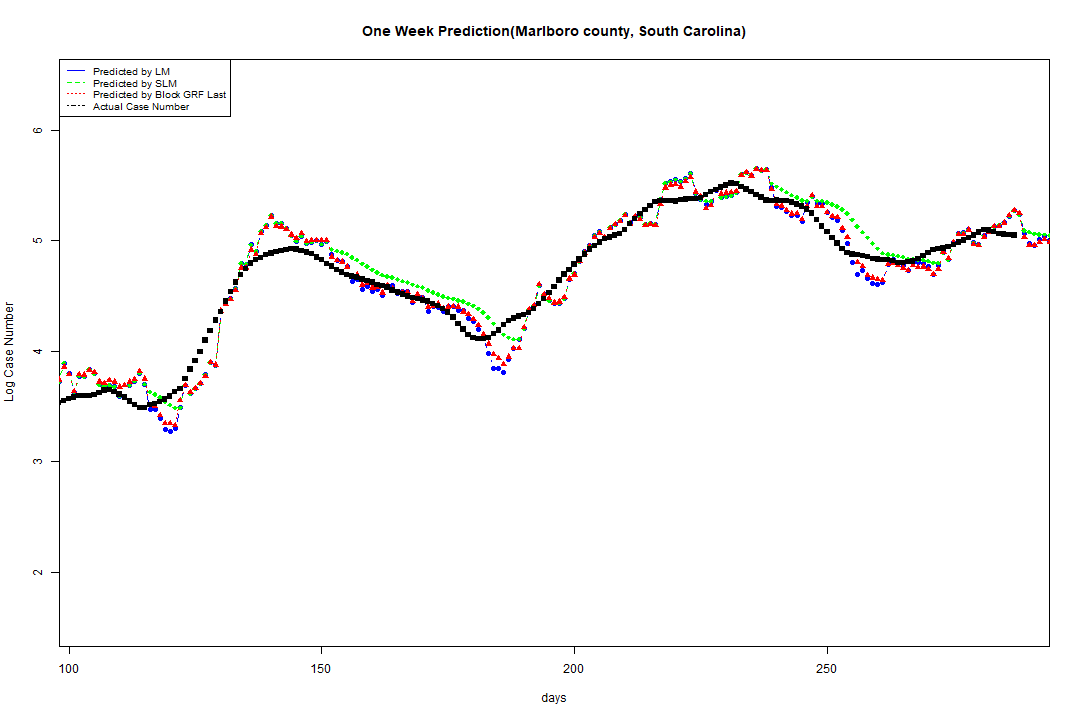 One Week Prediction(Marlboro county, South Carolina)
Predicted by LM
Predicted by SLM
Predicted by Block GRF Last
Actual Case Number
6
5
4
3
2
Log Case Number
100 150 200 250
days